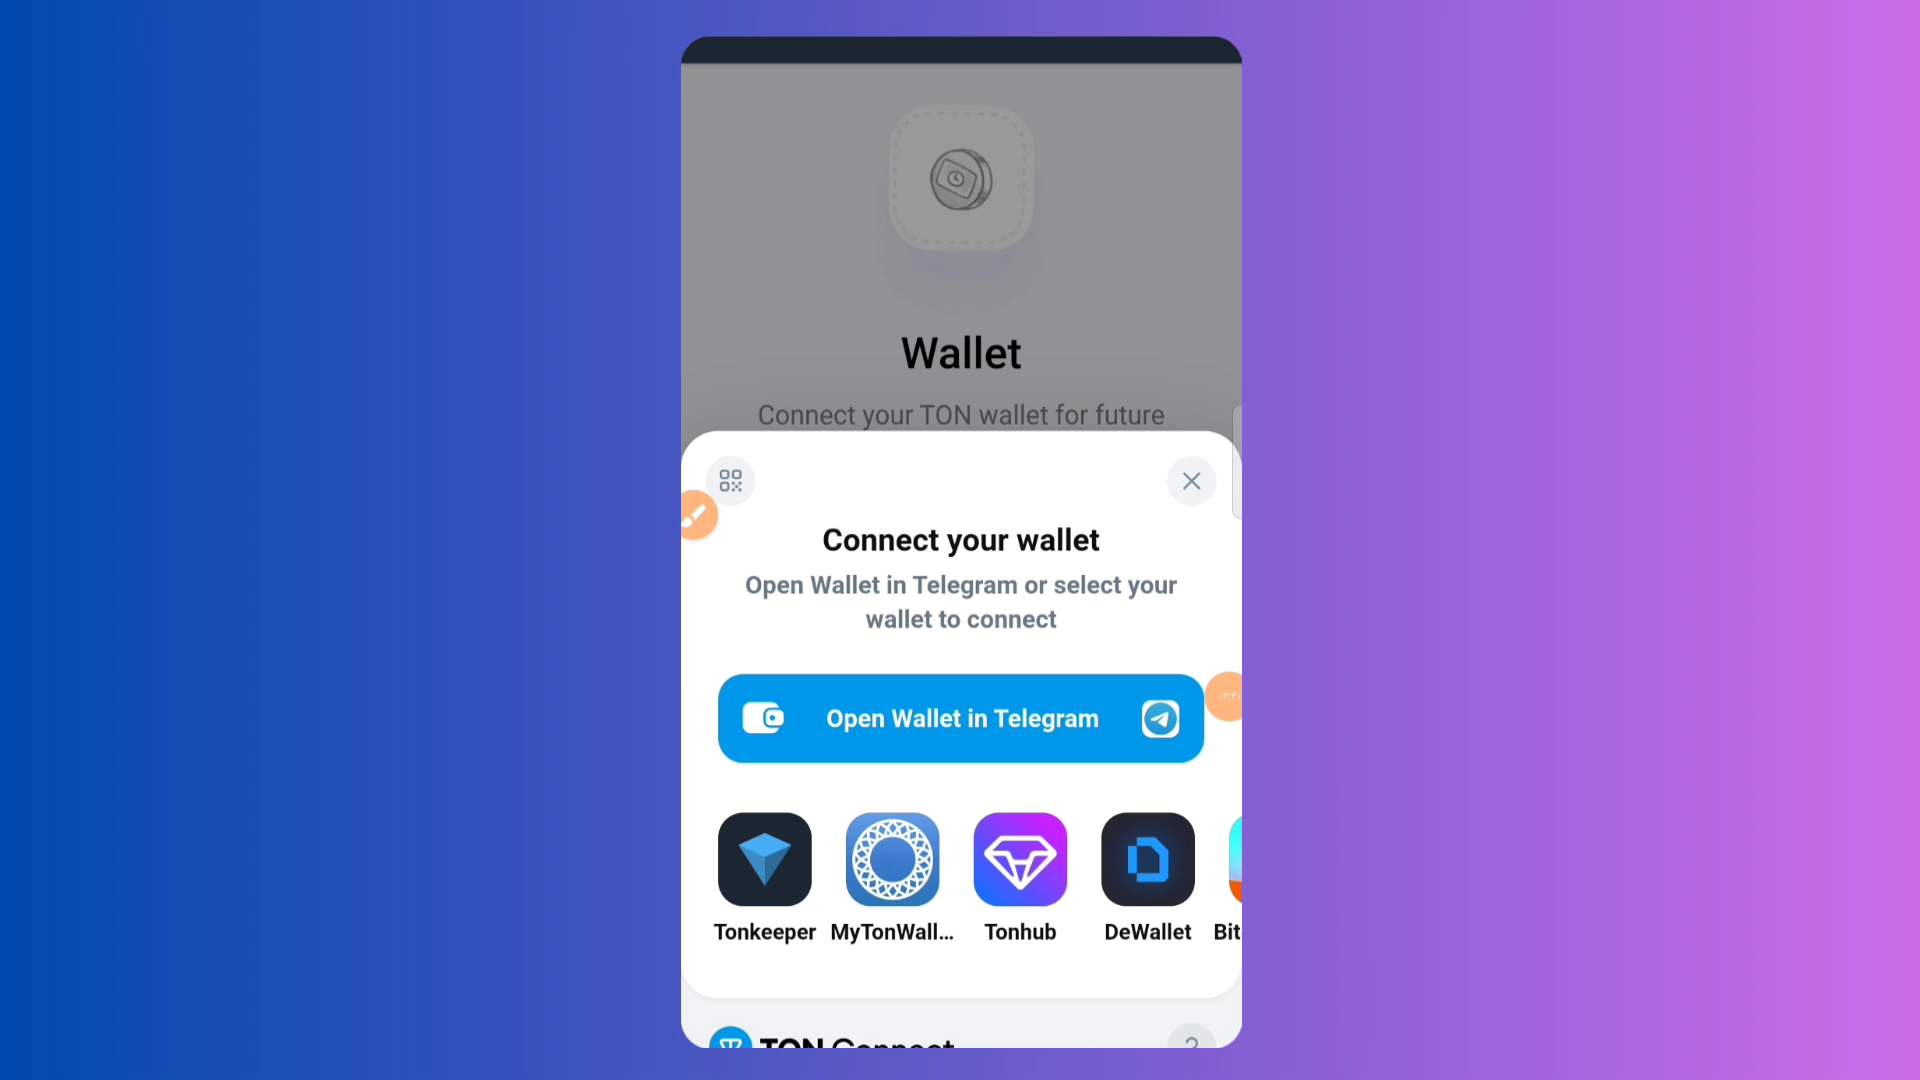 Wallet
Connect your TON wallet for future
Connect your wallet
Open Wallet in Telegram or select your
wallet to connect
Open Wallet in Telegram
Tonkeeper MyTonWall... Tonhub DeWallet Bit
TON Connect
?